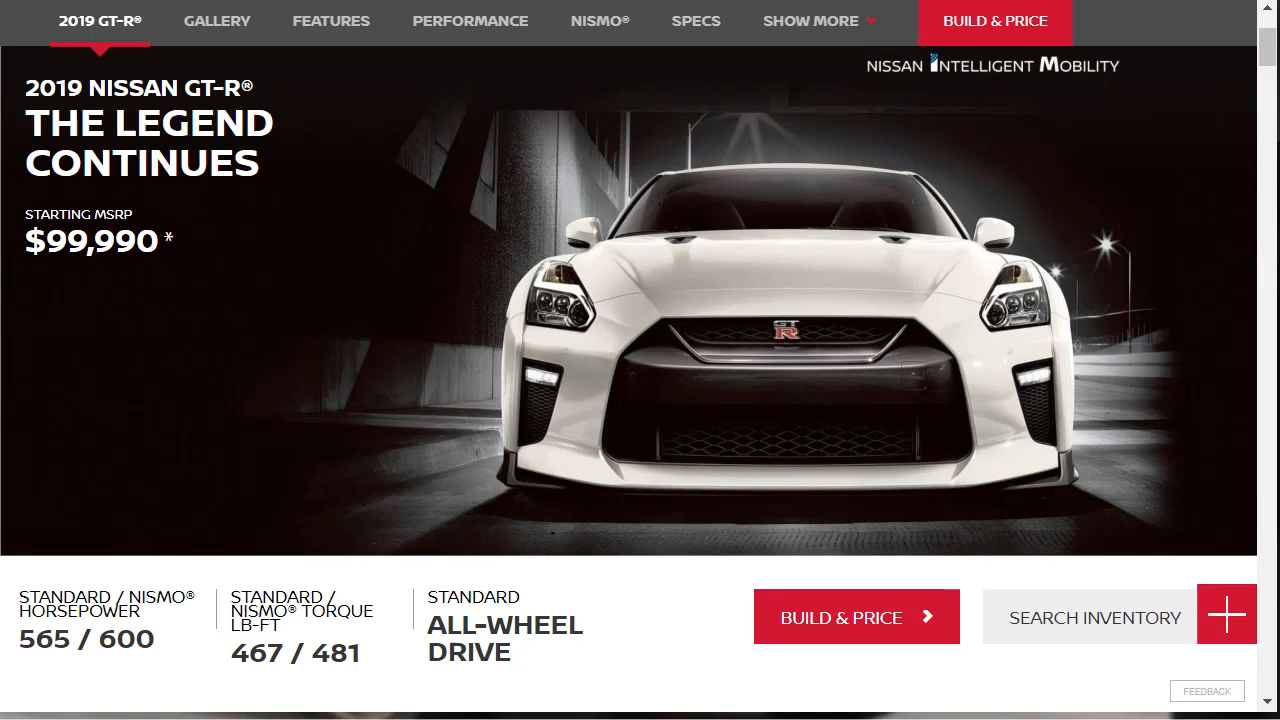 2019 GT-R® GALLERY FEATURES PERFORMANCE NISMO® SPECS SHOW MORE BUILD & PRICE
NISSAN INTELLIGENT MOBILITY
2019 NISSAN GT-R®
THE LEGEND
CONTINUES
STARTING MSRP
$99,990 *
GT
R
STANDARD / NISMO®
HORSEPOWER
565 / 600
STANDARD /
NISMO® TORQUE
LB-FT
467 / 481
STANDARD
ALL-WHEEL
DRIVE
BUILD & PRICE
SEARCH INVENTORY
FEEDBACK